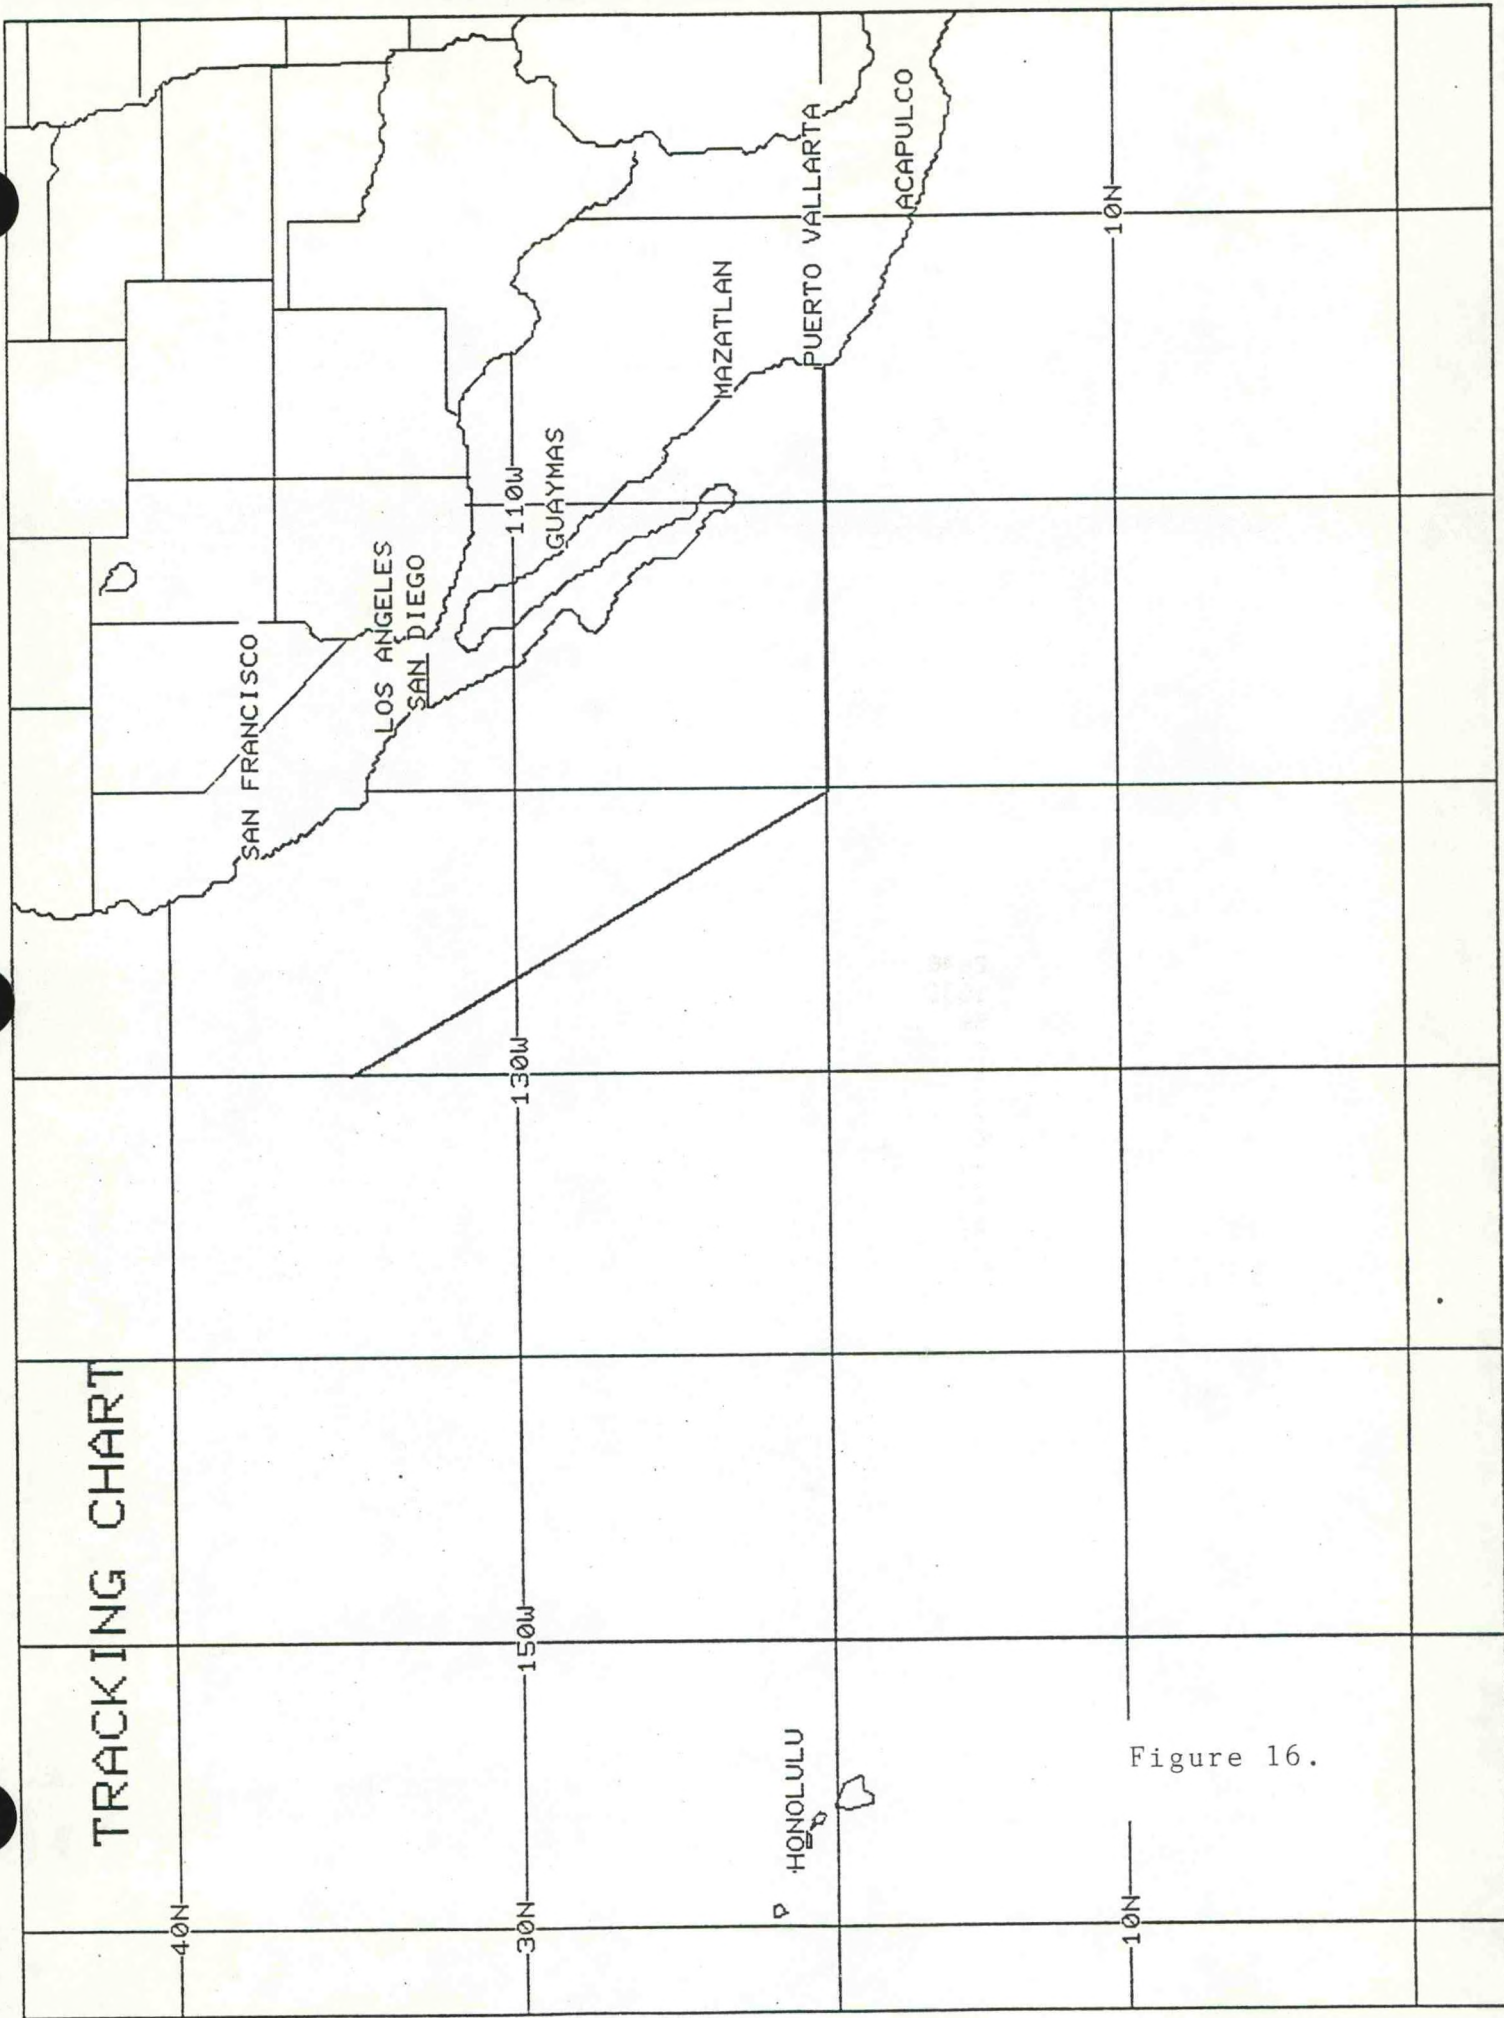 TRACKING CHART
40N
SAN FRANCISCO
LOS ANGELES
SAN DIEGO
30N
150W
130W
110W
GUAYMAS
MAZATLAN
HONOLULU
PUERTO VALLARTA
ACAPULCO
10N
10N
Figure 16.